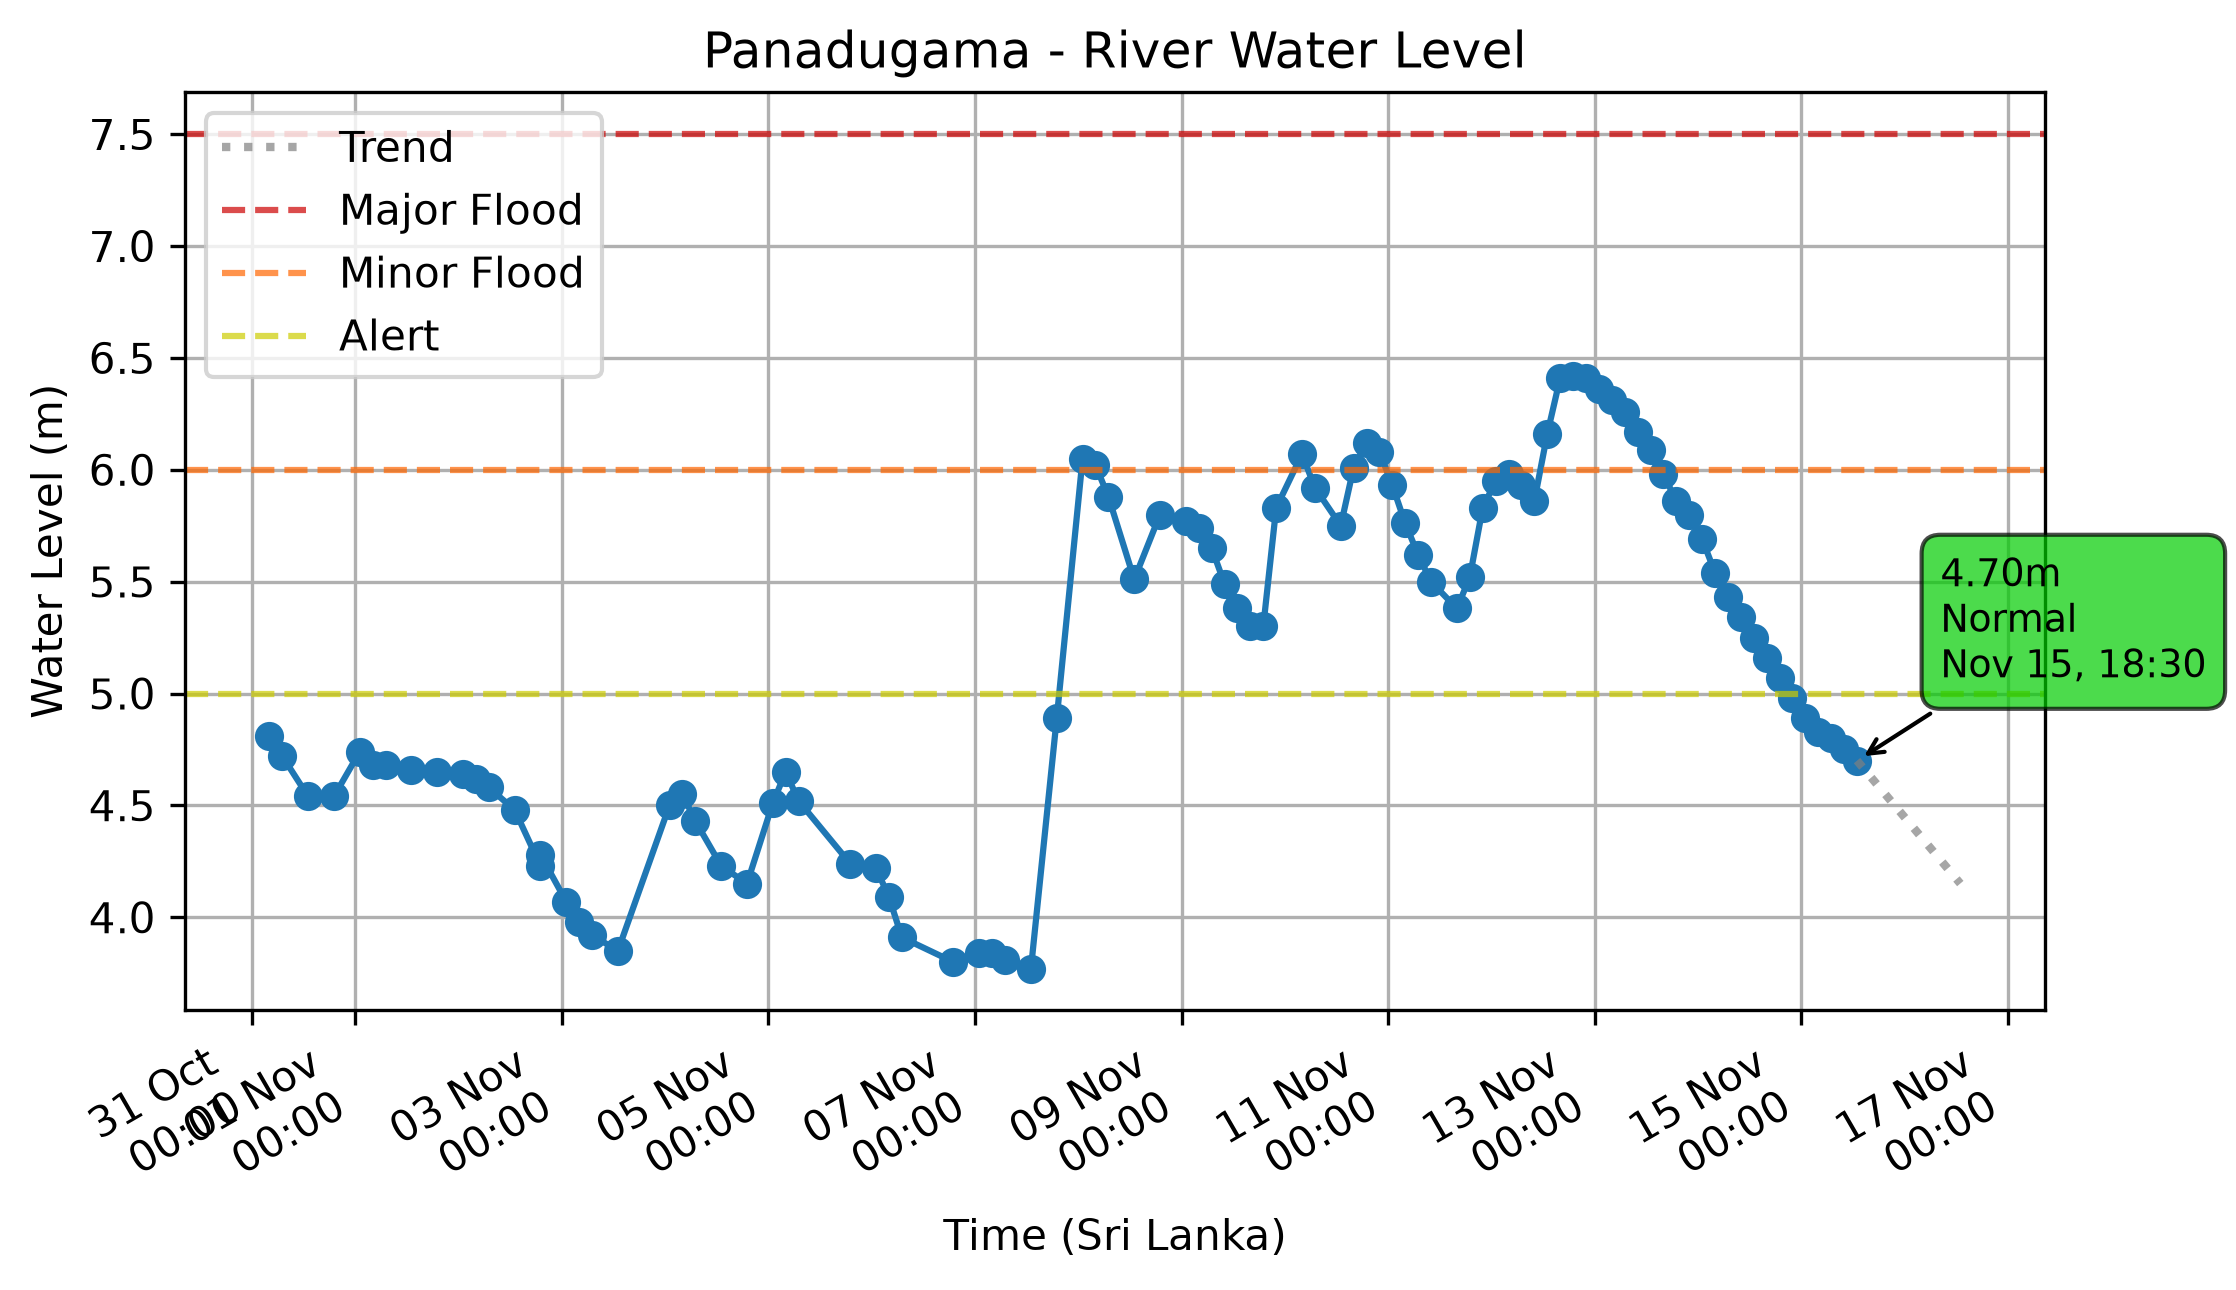 Panadugama - River Water Level
Trend
Major Flood
Minor Flood
Alert
7.5
7.0
6.5
6.0
5.5
5.0
4.5
4.0
Water Level (m)
4.70m
Normal
Nov 15, 18:30
31 Oct
00:00
01 Nov
00:00
03 Nov
00:00
05 Nov
00:00
07 Nov
00:00
09 Nov
00:00
11 Nov
00:00
13 Nov
00:00
15 Nov
00:00
17 Nov
00:00
Time (Sri Lanka)